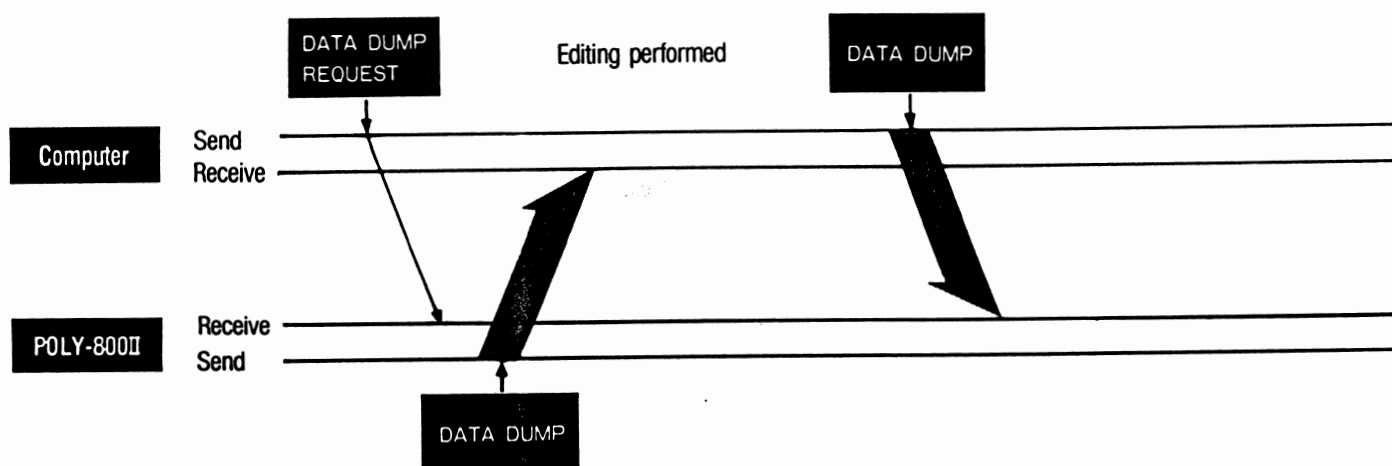 DATA DUMP
REQUEST
Editing performed
DATA DUMP
Computer
Send
Receive
POLY-800II
Receive
Send
DATA DUMP